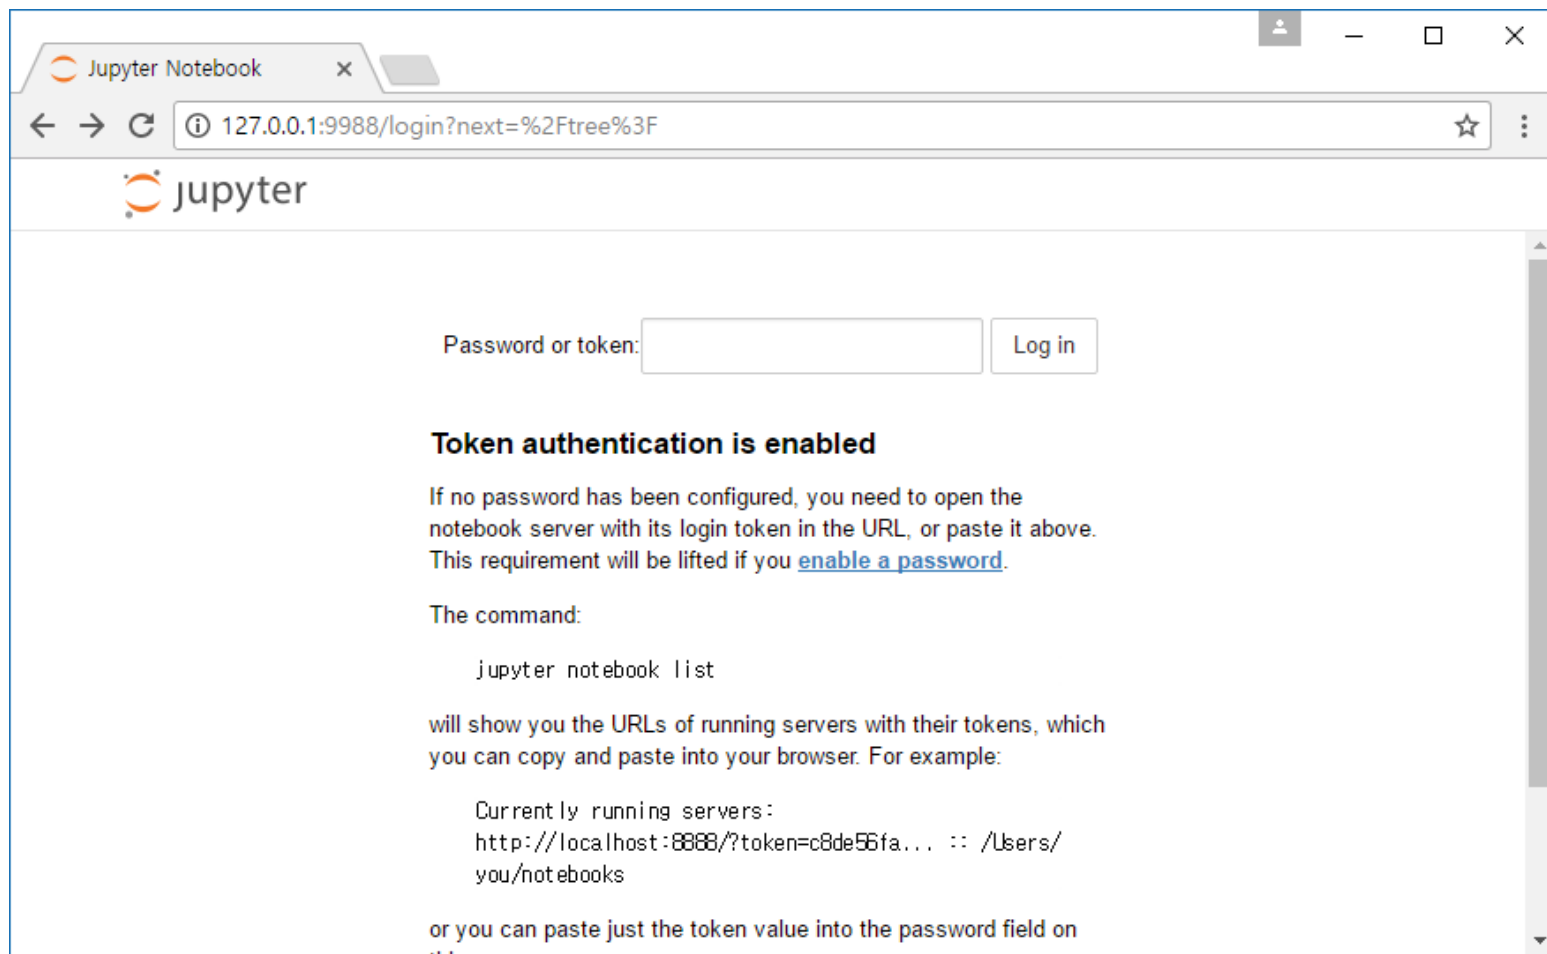 Jupyter Notebook
127.0.0.1:9988/login?next=%2Ftree%3F
jupyter
Password or token:
Log in
Token authentication is enabled
If no password has been configured, you need to open the
notebook server with its login token in the URL, or paste it above.
This requirement will be lifted if you enable a password.
The command:
jupyter notebook list
will show you the URLs of running servers with their tokens, which
you can copy and paste into your browser. For example:
Currently running servers:
http://localhost:8888/?token=c8de56fa... :: /Users/
you/notebooks
or you can paste just the token value into the password field on